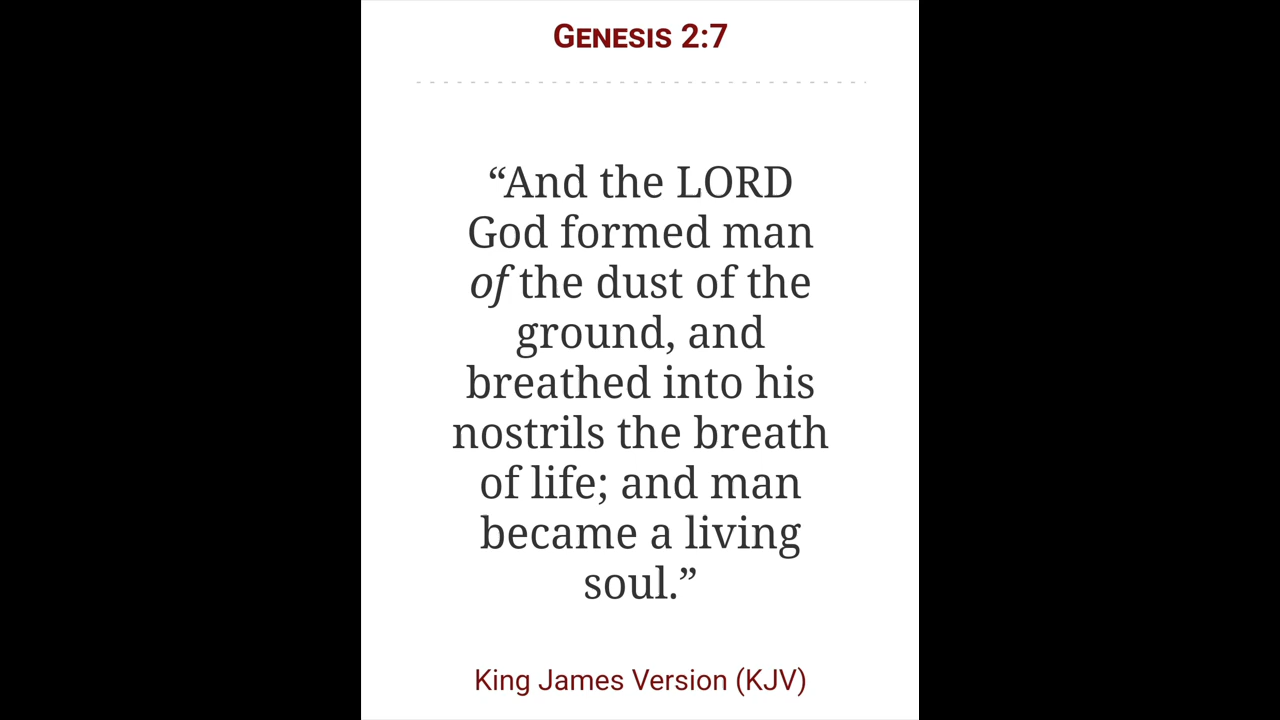 GENESIS 2:7
“And the LORD
God formed man
of the dust of the
ground, and
breathed into his
nostrils the breath
of life; and man
became a living
soul.”
King James Version (KJV)